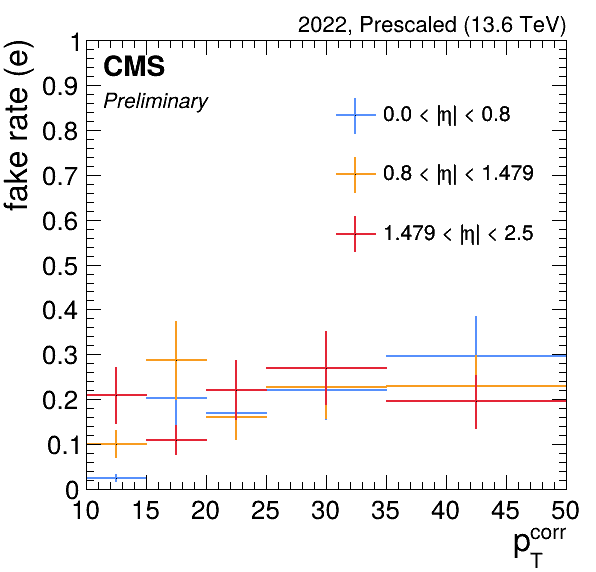 2022, Prescaled (13.6 TeV)
fake rate (e)
1
0.9
0.8
0.7
0.6
0.5
0.4
0.3
0.2
0.1
0
CMS
Preliminary
0.0 < |η| < 0.8
0.8 < |η| < 1.479
1.479 < |η| < 2.5
10 15 20 25 30 35 40 45 50
p_T^corr